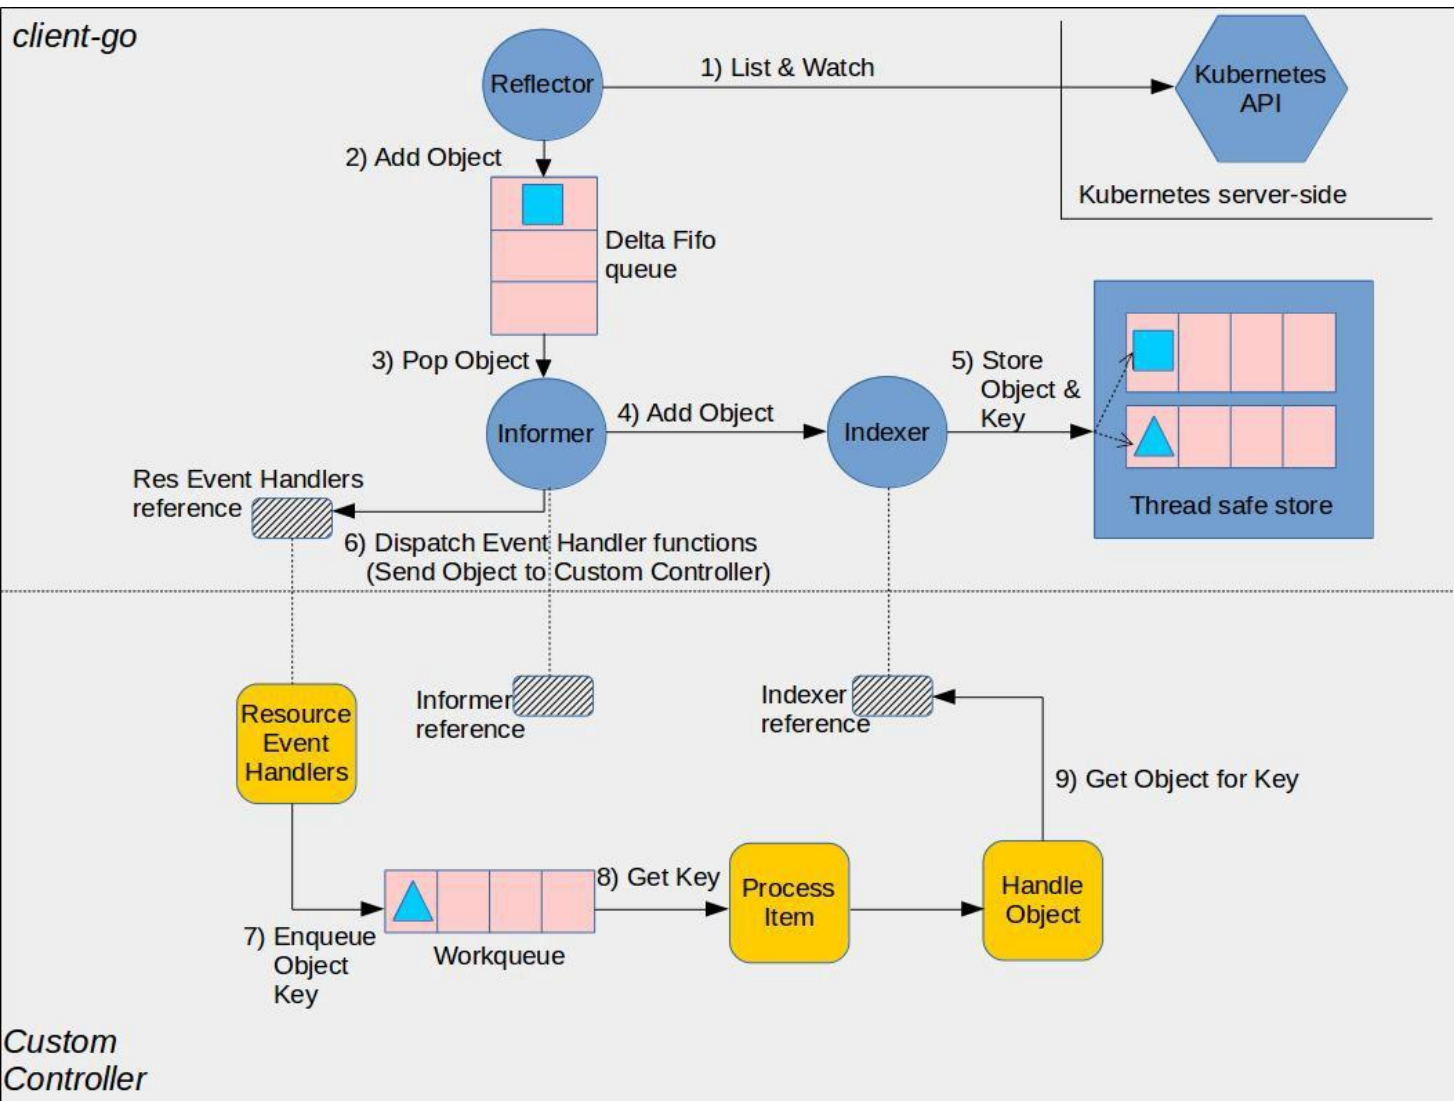 client-go
Reflector
1) List & Watch
Kubernetes
API
2) Add Object
Kubernetes server-side
Delta Fifo
queue
3) Pop Object
5) Store
Object &
Key
4) Add Object
Informer
Indexer
Res Event Handlers
reference
Thread safe store
6) Dispatch Event Handler functions
(Send Object to Custom Controller)
Resource
Event
Handlers
Informer
reference
Indexer
reference
9) Get Object for Key
8) Get Key
Process
Item
Handle
Object
7) Enqueue
Object
Key
Workqueue
Custom
Controller